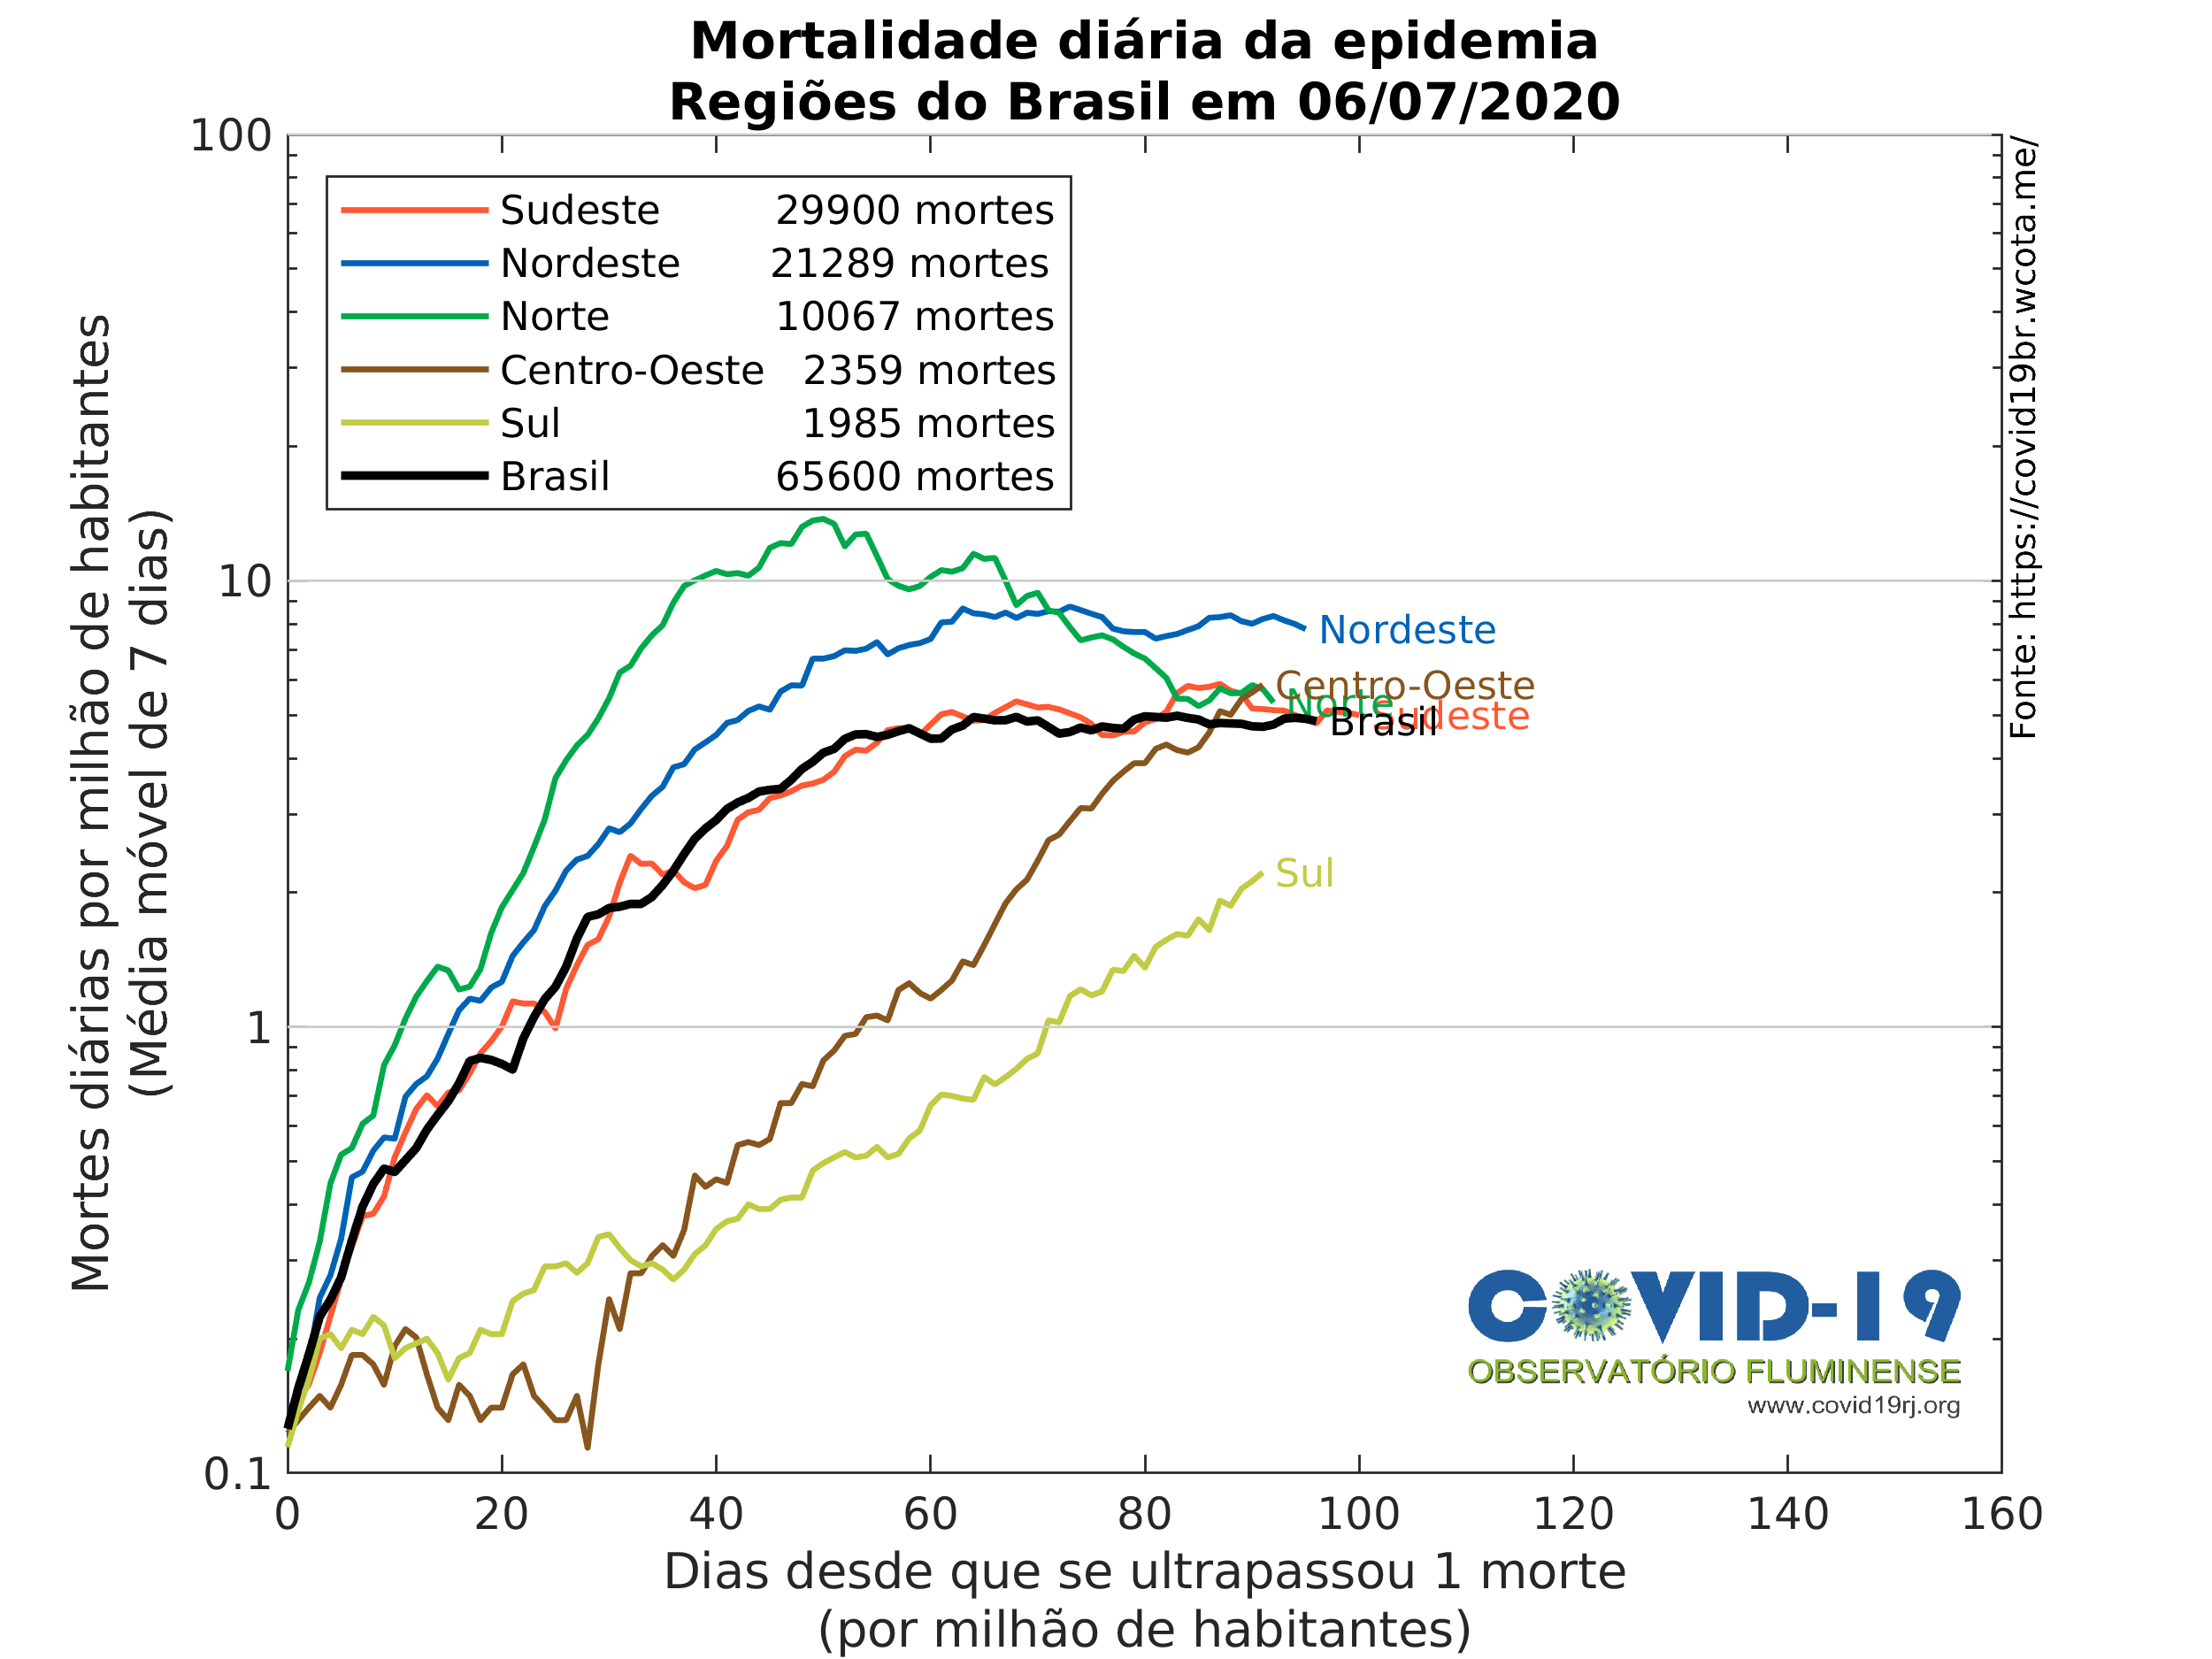 Mortalidade diária da epidemia
Regiões do Brasil em 06/07/2020
Mortes diárias por milhão de habitantes
(Média móvel de 7 dias)
100
10
1
0.1
Sudeste 29900 mortes
Nordeste 21289 mortes
Norte 10067 mortes
Centro-Oeste 2359 mortes
Sul 1985 mortes
Brasil 65600 mortes
Nordeste
Centro-Oeste
Norte
Sudeste
Brasil
Sul
Fonte: https://covid19br.wcota.me/
COVID-19
OBSERVATÓRIO FLUMINENSE
www.covid19rj.org
0 20 40 60 80 100 120 140 160
Dias desde que se ultrapassou 1 morte
(por milhão de habitantes)